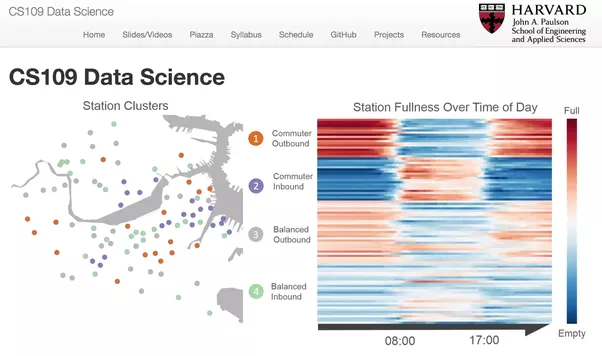 CS109 Data Science
HARVARD
John A. Paulson
School of Engineering
and Applied Sciences
Home Slides/Videos Piazza Syllabus Schedule GitHub Projects Resources
CS109 Data Science
Station Clusters
1 Commuter
Outbound
2 Commuter
Inbound
3 Balanced
Outbound
4 Balanced
Inbound
Station Fullness Over Time of Day
Full
Empty
08:00 17:00